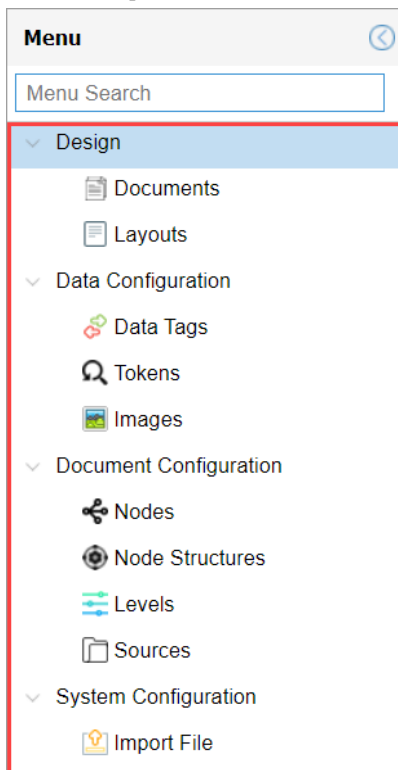 Menu
Menu Search
Design
Documents
Layouts
Data Configuration
Data Tags
Tokens
Images
Document Configuration
Nodes
Node Structures
Levels
Sources
System Configuration
Import File